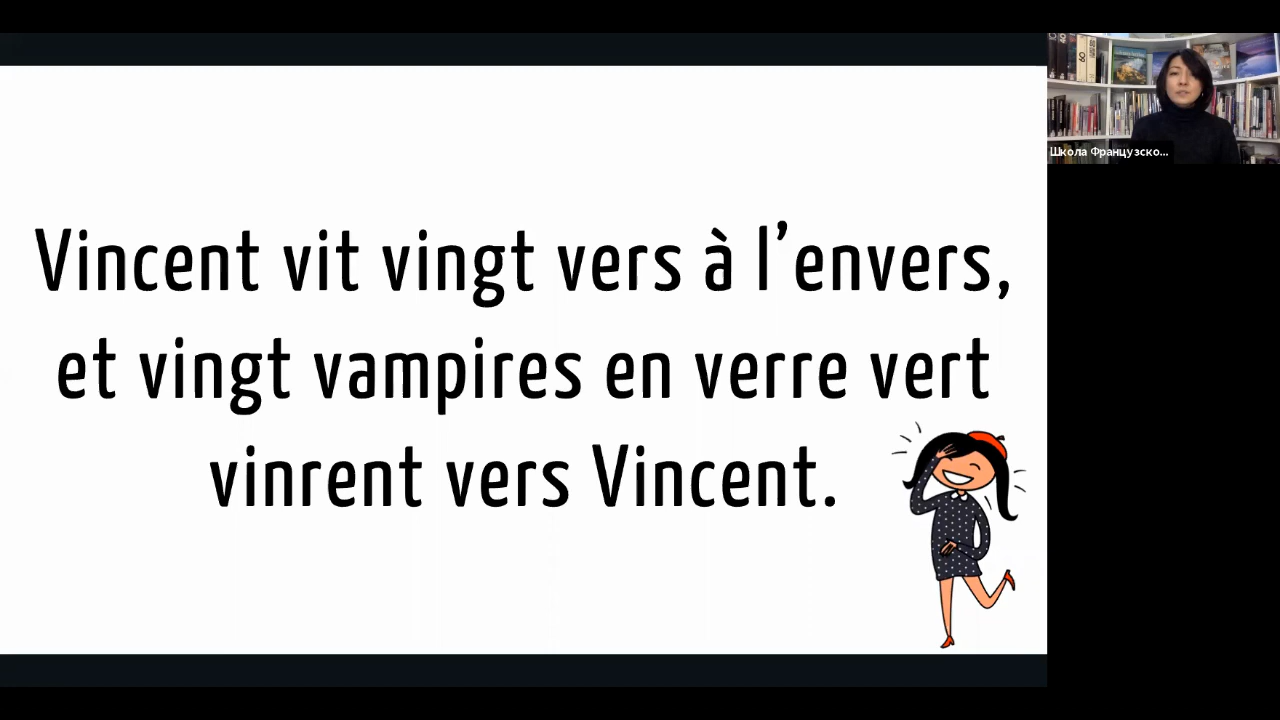 Vincent vit vingt vers à l’envers,
et vingt vampires en verre vert
vinrent vers Vincent.
Школа Французско...